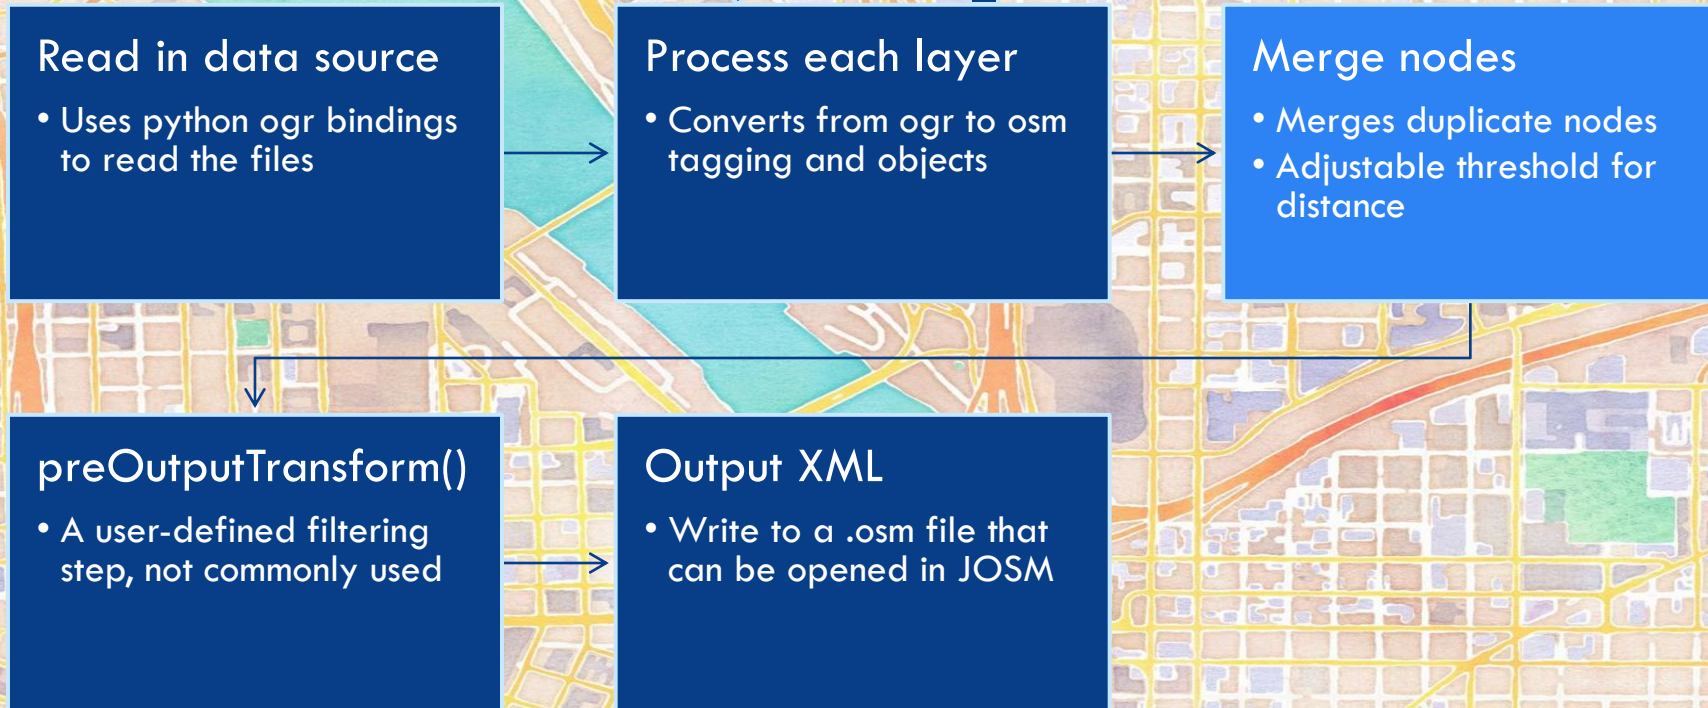 Read in data source
• Uses python ogr bindings
to read the files
Process each layer
• Converts from ogr to osm
tagging and objects
Merge nodes
• Merges duplicate nodes
• Adjustable threshold for
distance
preOutputTransform()
• A user-defined filtering
step, not commonly used
Output XML
• Write to a .osm file that
can be opened in JOSM